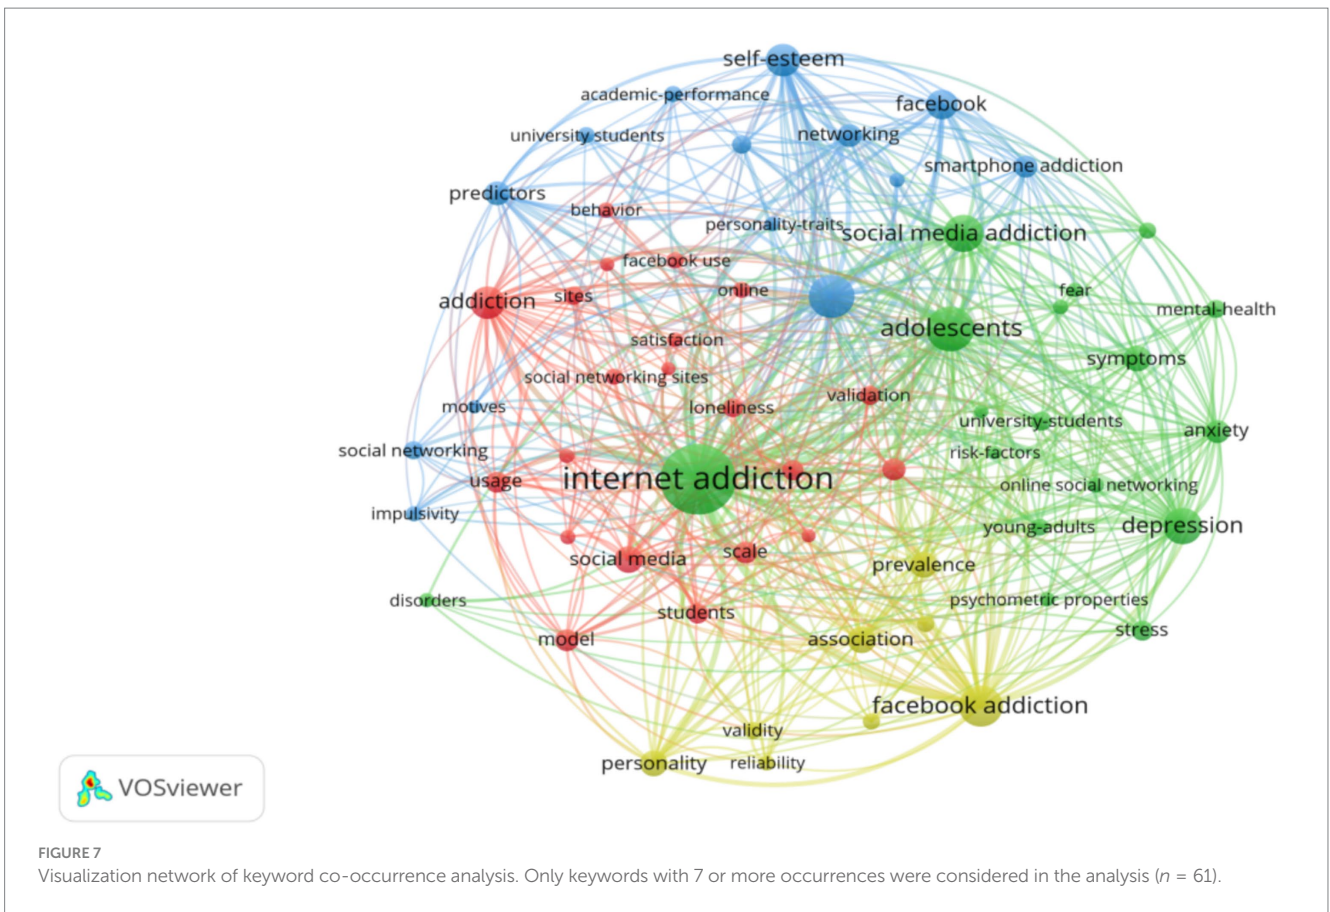 self-esteem
academic-performance
facebook
university students
networking
smartphone addiction
predictors
behavior
personality-traits
social media addiction
facebook use
online
fear
addiction
sites
mental-health
adolescents
satisfaction
symptoms
social networking sites
validation
motives
loneliness
university-students
anxiety
social networking
risk-factors
usage
internet addiction
online social networking
impulsivity
young-adults
depression
social media
scale
prevalence
disorders
psychometric properties
students
stress
model
association
facebook addiction
validity
personality
reliability
VOSviewer
FIGURE 7
Visualization network of keyword co-occurrence analysis. Only keywords with 7 or more occurrences were considered in the analysis (n = 61).